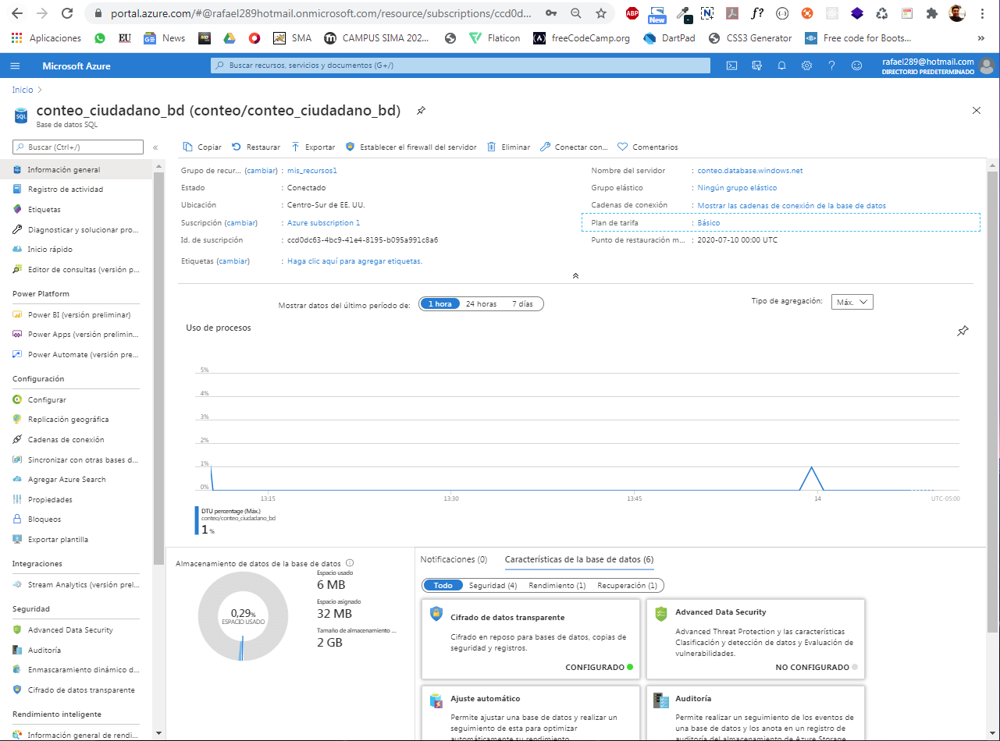 portal.azure.com/#@rafael289hotmail.onmicrosoft.com/resource/subscriptions/ccd0d...
ABP
New
N
f?
Aplicaciones
EU
News
MD
SMA
m
CAMPUS SIMA 202...
Flaticon
(A)
freeCodeCamp.org
DartPad
CSS3 Generator
<B>
Free code for Boots...
»
Microsoft Azure
Buscar recursos, servicios y documentos (G+/)
rafael289@hotmail.com
DIRECTORIO PREDETERMINADO
Inicio >
SQL
conteo_ciudadano_bd (conteo/conteo_ciudadano_bd)
Base de datos SQL
Buscar (Ctrl+/)
«
Copiar
Restaurar
Exportar
Establecer el firewall del servidor
Eliminar
Conectar con...
Comentarios
Información general
Registro de actividad
Etiquetas
Diagnosticar y solucionar pro...
Inicio rápido
Editor de consultas (versión p...
Power Platform
Power BI (versión preliminar)
Power Apps (versión prelimin...
Power Automate (versión pre...
Configuración
Configurar
Replicación geográfica
Cadenas de conexión
Sincronizar con otras bases d...
Agregar Azure Search
Propiedades
Bloqueos
Exportar plantilla
Integraciones
Stream Analytics (versión prel...
Seguridad
Advanced Data Security
Auditoría
Enmascaramiento dinámico d...
Cifrado de datos transparente
Rendimiento inteligente
Información general de rendi...
Grupo de recur... (cambiar) : mis_recursos1
Estado : Conectado
Ubicación : Centro-Sur de EE. UU.
Suscripción (cambiar) : Azure subscription 1
Id. de suscripción : ccd0dc63-4bc9-41e4-8195-b095a991c8a6
Etiquetas (cambiar) : Haga clic aquí para agregar etiquetas.
Nombre del servidor : conteo.database.windows.net
Grupo elástico : Ningún grupo elástico
Cadenas de conexión : Mostrar las cadenas de conexión de la base de datos
Plan de tarifa : Básico
Punto de restauración m... : 2020-07-10 00:00 UTC
Mostrar datos del último período de:
1 hora
24 horas
7 días
Tipo de agregación:
Máx.
Uso de procesos
5%
4%
3%
2%
1%
0%
13:15
13:30
13:45
14
UTC-05:00
DTU percentage (Máx.)
conteo/conteo_ciudadano_bd
1 %
Almacenamiento de datos de la base de datos
0,29%
ESPACIO USADO
Espacio usado
6 MB
Espacio asignado
32 MB
Tamaño de almacenamiento ...
2 GB
Notificaciones (0)
Características de la base de datos (6)
Todo
Seguridad (4)
Rendimiento (1)
Recuperación (1)
Cifrado de datos transparente
Cifrado en reposo para bases de datos, copias de
seguridad y registros.
CONFIGURADO
Advanced Data Security
Advanced Threat Protection y las características
Clasificación y detección de datos y Evaluación de
vulnerabilidades.
NO CONFIGURADO
Ajuste automático
Permite ajustar una base de datos y realizar un
seguimiento de esta para optimizar
automáticamente su rendimiento.
Auditoría
Permite realizar un seguimiento de los eventos de
una base de datos y los anota en un registro de
auditoría del almacenamiento de Azure Storage